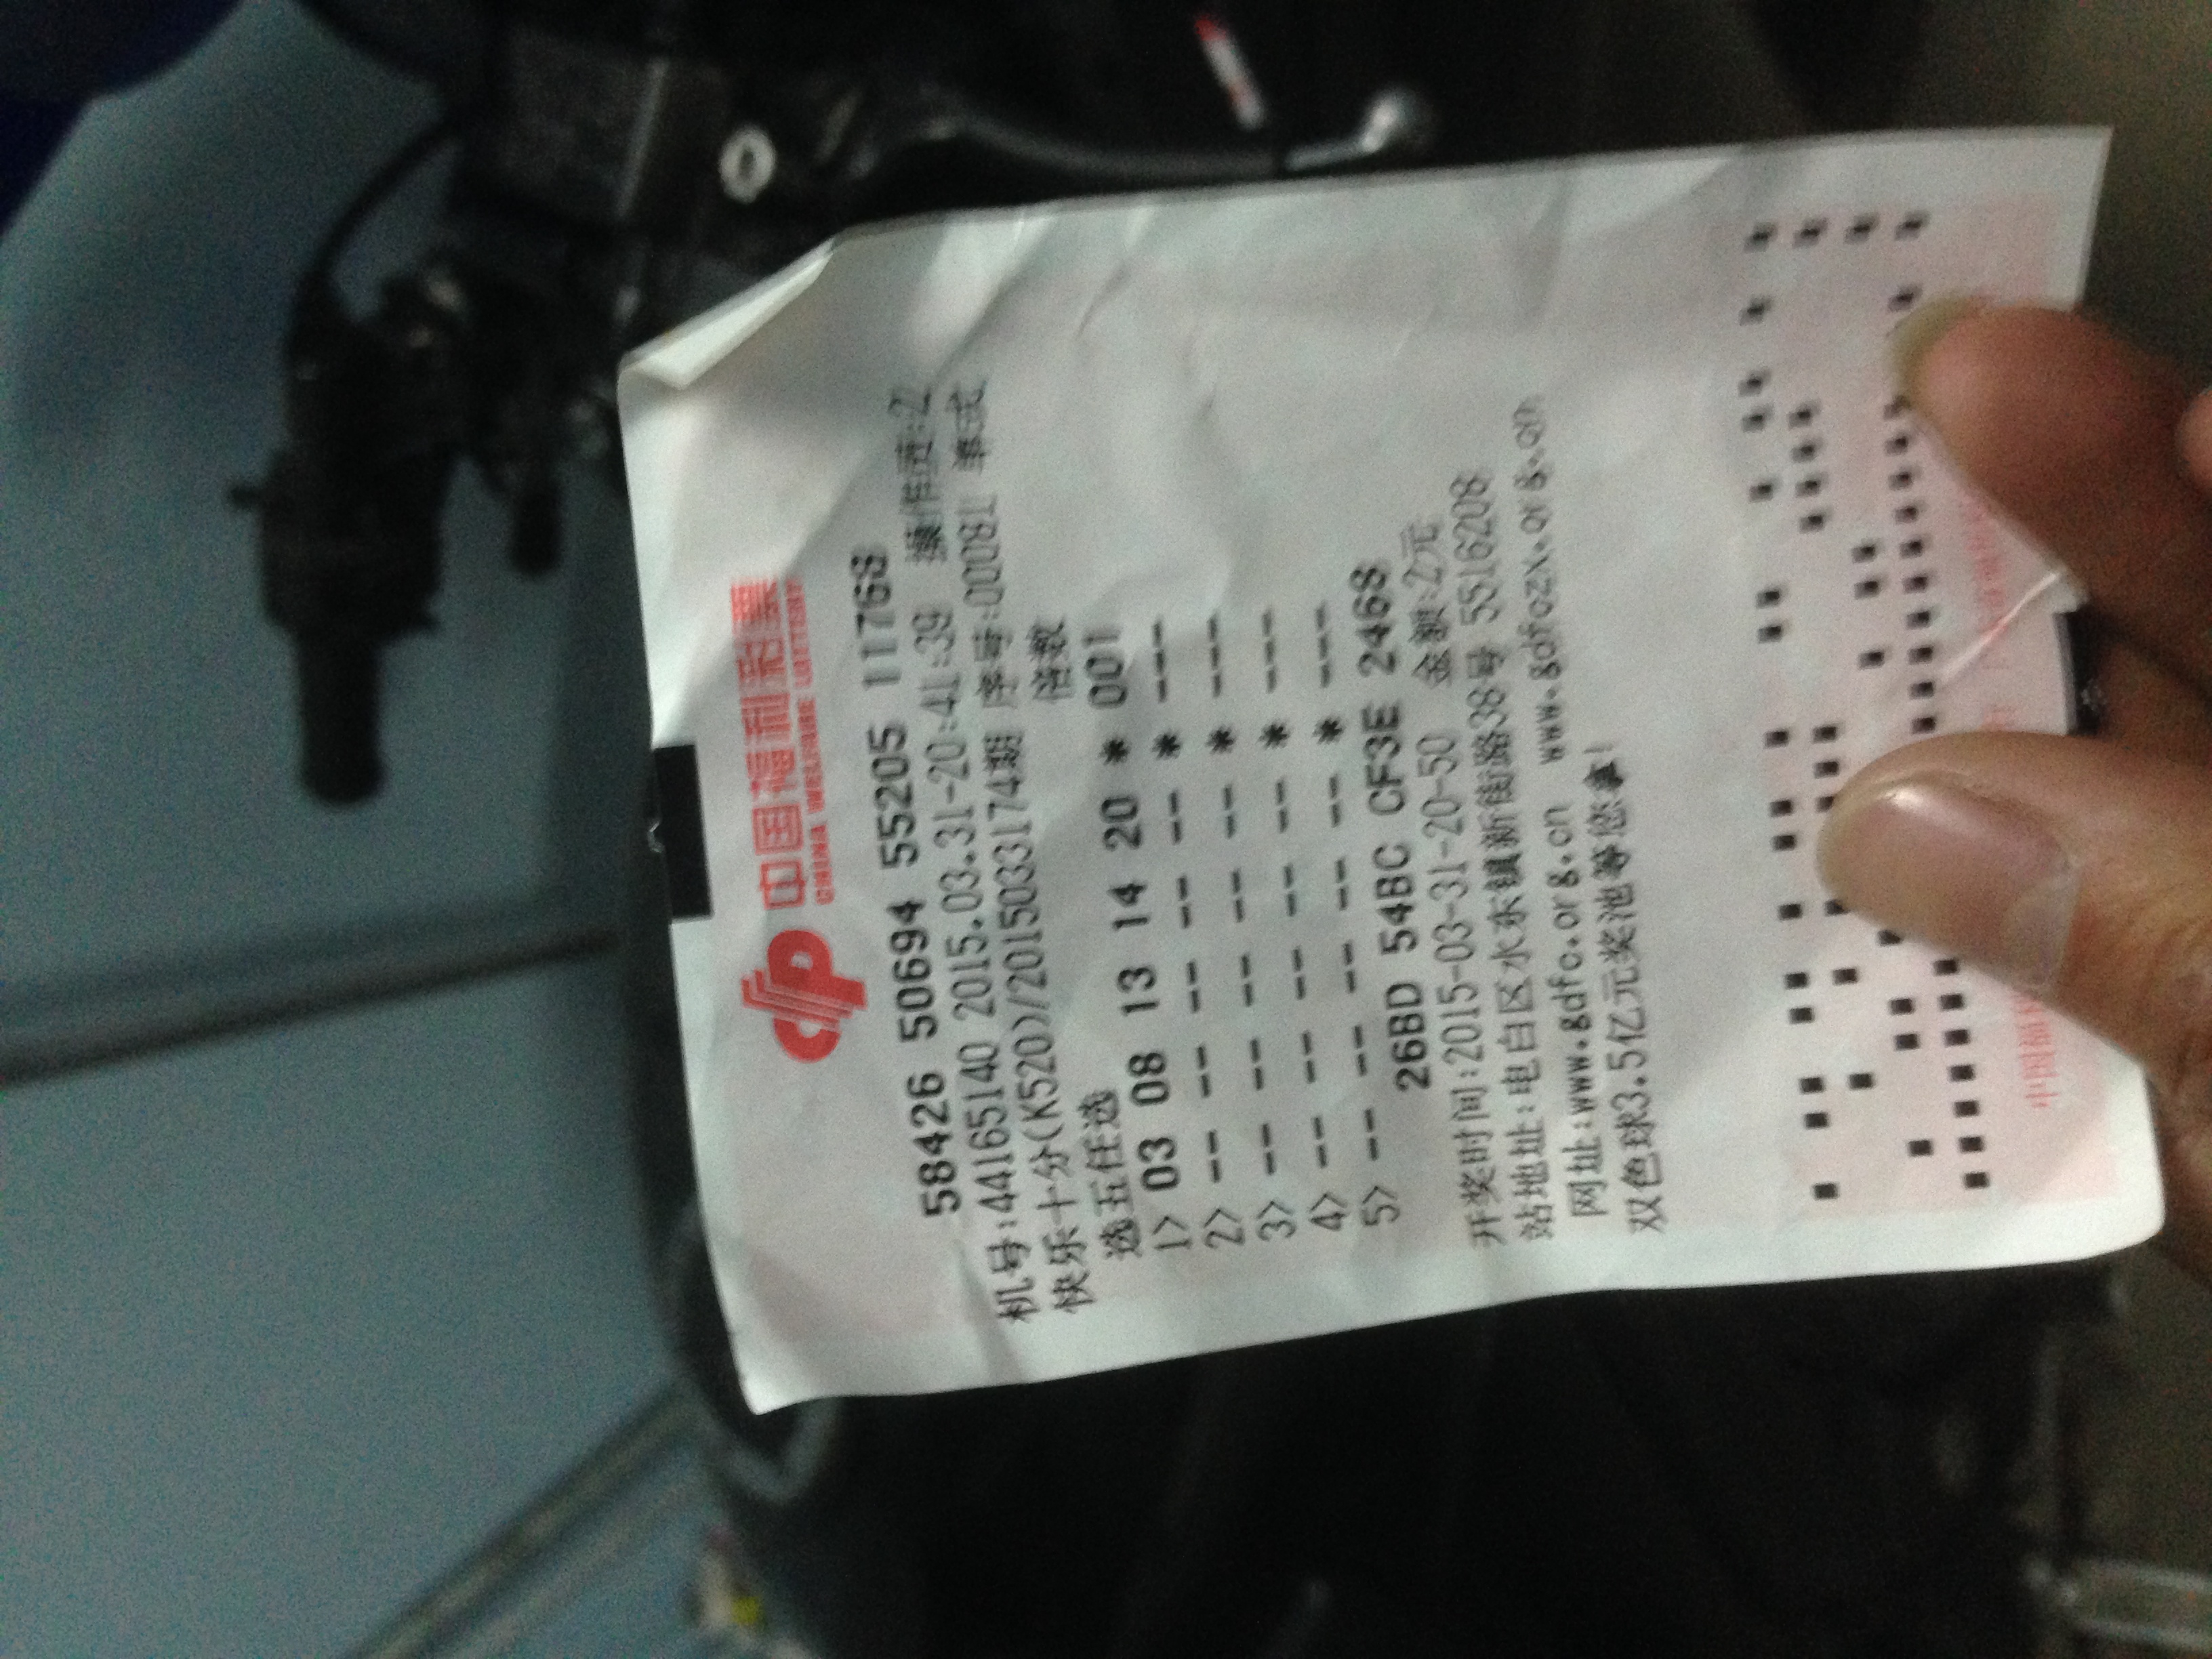 中国福利彩票
CHINA WELFARE LOTTERY
58426 50694 55205 11768
机号:44165140 2015.03.31-20:41:39 操作员:2
快乐十分(K520)/2015033174期 序号:00081 单式
选五任选 倍数
1> 03 08 13 14 20 * 001
2> -- -- -- -- -- * ---
3> -- -- -- -- -- * ---
4> -- -- -- -- -- * ---
5> -- -- -- -- -- * ---
26BD 54BC CF3E 246S
开奖时间:2015-03-31-20-50 金额:2元
站地址:电白区水东镇新街路38号 5516208
网址:www.gdfc.org.cn www.gdfczx.org.cn
双色球3.5亿元奖池等您拿!
中国福利